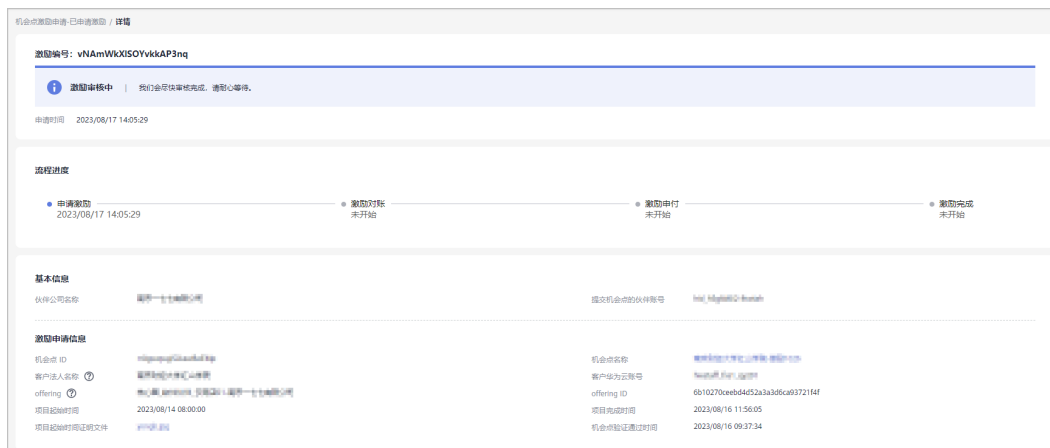 机会点激励申请-已申请激励 / 详情
激励编号：vNAmWkXlSOYvkkAP3nq
激励审核中 | 我们会尽快审核完成，请耐心等待。
申请时间 2023/08/17 14:05:29
流程进度
申请激励 激励对账 激励申付 激励完成
2023/08/17 14:05:29 未开始 未开始 未开始
基本信息
伙伴公司名称 提交机会点的伙伴账号
激励申请信息
机会点 ID 机会点名称
客户法人名称 客户华为云账号
offering offering ID 6b10270ceebd4d52a3a3d6ca93721f4f
项目起始时间 2023/08/14 08:00:00 项目完成时间 2023/08/16 11:56:05
项目起始时间证明文件 机会点验证通过时间 2023/08/16 09:37:34